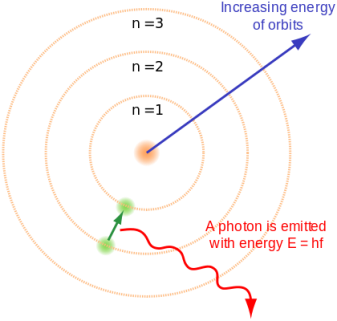 Increasing energy
of orbits
n = 3
n = 2
n = 1
A photon is emitted
with energy E = hf